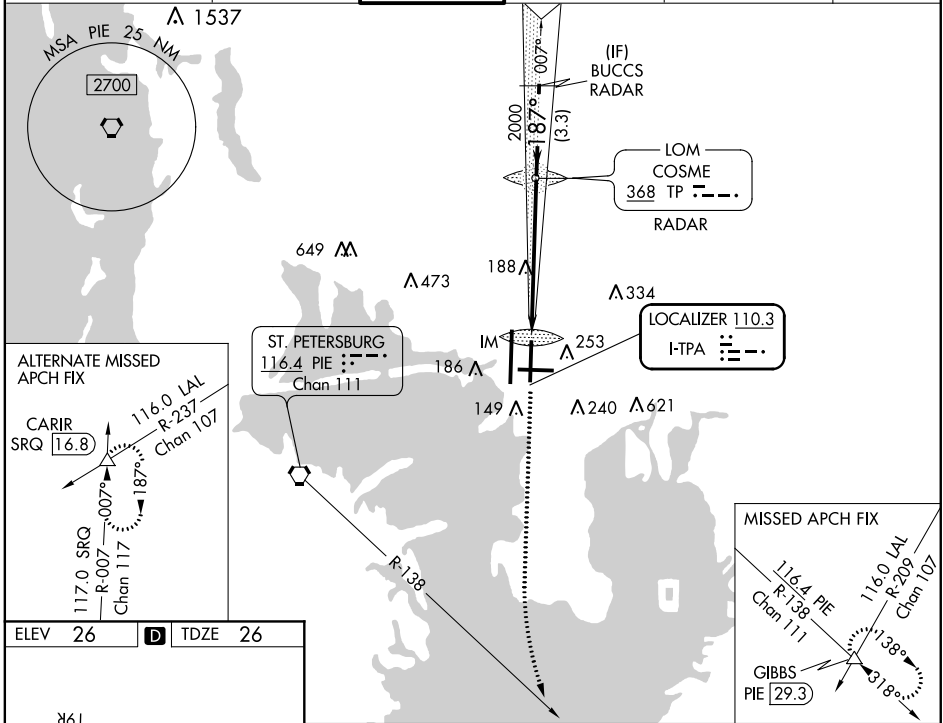 1537
MSA PIE 25 NM
2700
007°
(IF)
BUCCS
RADAR
2000
187°
(3.3)
LOM
COSME
368 TP
RADAR
649
473
188
334
LOCALIZER 110.3
I-TPA
IM
253
186
149
240
621
ST. PETERSBURG
116.4 PIE
Chan 111
R-138
ALTERNATE MISSED
APCH FIX
CARIR
SRQ 16.8
116.0 LAL
R-237
Chan 107
007°
187°
117.0 SRQ
R-007
Chan 117
MISSED APCH FIX
116.4 PIE
R-138
Chan 111
116.0 LAL
R-209
Chan 107
GIBBS
PIE 29.3
138°
318°
ELEV 26
D
TDZE 26
19R